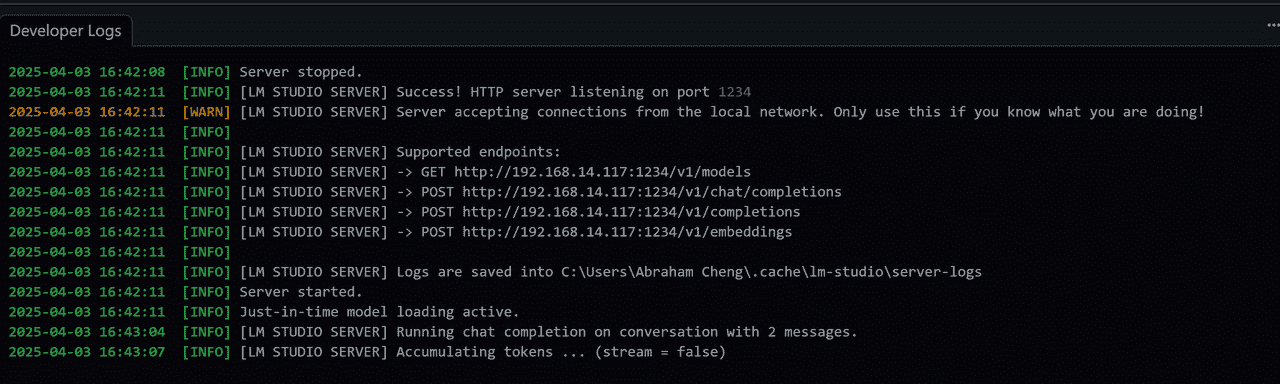 Developer Logs
2025-04-03 16:42:08 [INFO] Server stopped.
2025-04-03 16:42:11 [INFO] [LM STUDIO SERVER] Success! HTTP server listening on port 1234
2025-04-03 16:42:11 [WARN] [LM STUDIO SERVER] Server accepting connections from the local network. Only use this if you know what you are doing!
2025-04-03 16:42:11 [INFO]
2025-04-03 16:42:11 [INFO] [LM STUDIO SERVER] Supported endpoints:
2025-04-03 16:42:11 [INFO] [LM STUDIO SERVER] -> GET http://192.168.14.117:1234/v1/models
2025-04-03 16:42:11 [INFO] [LM STUDIO SERVER] -> POST http://192.168.14.117:1234/v1/chat/completions
2025-04-03 16:42:11 [INFO] [LM STUDIO SERVER] -> POST http://192.168.14.117:1234/v1/completions
2025-04-03 16:42:11 [INFO] [LM STUDIO SERVER] -> POST http://192.168.14.117:1234/v1/embeddings
2025-04-03 16:42:11 [INFO]
2025-04-03 16:42:11 [INFO] [LM STUDIO SERVER] Logs are saved into C:\Users\Abraham Cheng\.cache\lm-studio\server-logs
2025-04-03 16:42:11 [INFO] Server started.
2025-04-03 16:42:11 [INFO] Just-in-time model loading active.
2025-04-03 16:43:04 [INFO] [LM STUDIO SERVER] Running chat completion on conversation with 2 messages.
2025-04-03 16:43:07 [INFO] [LM STUDIO SERVER] Accumulating tokens ... (stream = false)